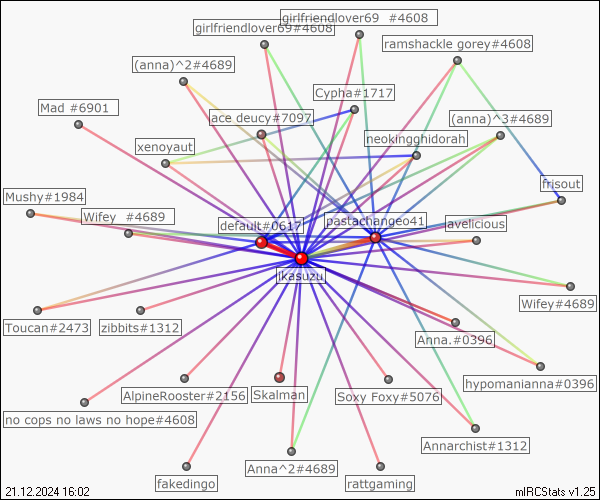 girlfriendlover69 #4608
girlfriendlover69#4608
ramshackle gorey#4608
(anna)^2#4689
Cypha#1717
Mad #6901
ace deucy#7097
(anna)^3#4689
neokingghidorah
xenoyaut
frisout
Mushy#1984
Wifey #4689
default#0617
pastachangeo41
avelicious
ikasuzu
Wifey#4689
Toucan#2473
zibbits#1312
Anna.#0396
hypomanianna#0396
AlpineRooster#2156
Skalman
Soxy Foxy#5076
no cops no laws no hope#4608
Annarchist#1312
Anna^2#4689
fakedingo
rattgaming
21.12.2024 16:02
mIRCStats v1.25